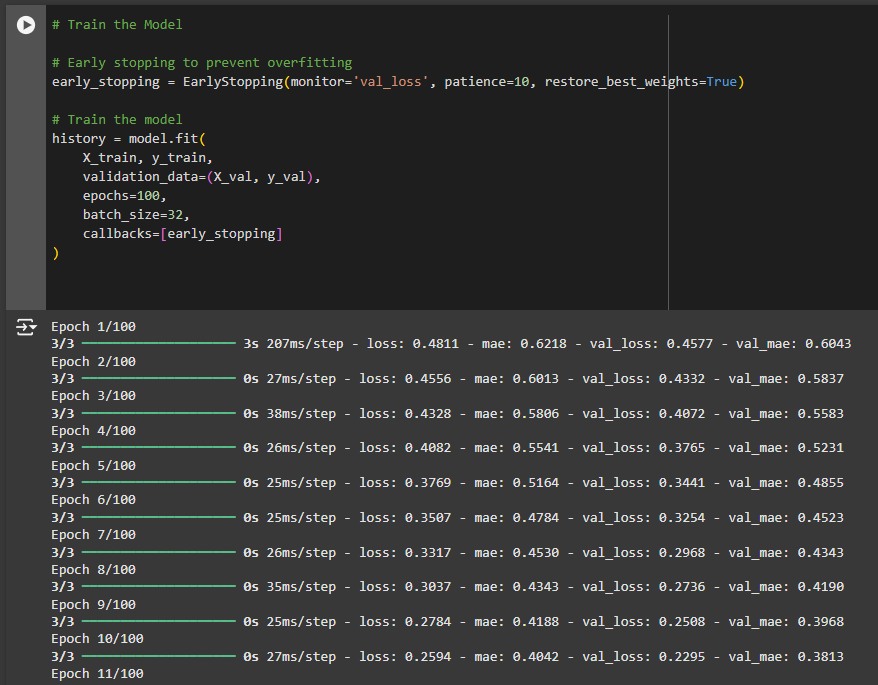 # Train the Model
# Early stopping to prevent overfitting
early_stopping = EarlyStopping(monitor='val_loss', patience=10, restore_best_weights=True)
# Train the model
history = model.fit(
    X_train, y_train,
    validation_data=(X_val, y_val),
    epochs=100,
    batch_size=32,
    callbacks=[early_stopping]
)
Epoch 1/100
3/3 3s 207ms/step - loss: 0.4811 - mae: 0.6218 - val_loss: 0.4577 - val_mae: 0.6043
Epoch 2/100
3/3 0s 27ms/step - loss: 0.4556 - mae: 0.6013 - val_loss: 0.4332 - val_mae: 0.5837
Epoch 3/100
3/3 0s 38ms/step - loss: 0.4328 - mae: 0.5806 - val_loss: 0.4072 - val_mae: 0.5583
Epoch 4/100
3/3 0s 26ms/step - loss: 0.4082 - mae: 0.5541 - val_loss: 0.3765 - val_mae: 0.5231
Epoch 5/100
3/3 0s 25ms/step - loss: 0.3769 - mae: 0.5164 - val_loss: 0.3441 - val_mae: 0.4855
Epoch 6/100
3/3 0s 25ms/step - loss: 0.3507 - mae: 0.4784 - val_loss: 0.3254 - val_mae: 0.4523
Epoch 7/100
3/3 0s 26ms/step - loss: 0.3317 - mae: 0.4530 - val_loss: 0.2968 - val_mae: 0.4343
Epoch 8/100
3/3 0s 35ms/step - loss: 0.3037 - mae: 0.4343 - val_loss: 0.2736 - val_mae: 0.4190
Epoch 9/100
3/3 0s 25ms/step - loss: 0.2784 - mae: 0.4188 - val_loss: 0.2508 - val_mae: 0.3968
Epoch 10/100
3/3 0s 27ms/step - loss: 0.2594 - mae: 0.4042 - val_loss: 0.2295 - val_mae: 0.3813
Epoch 11/100